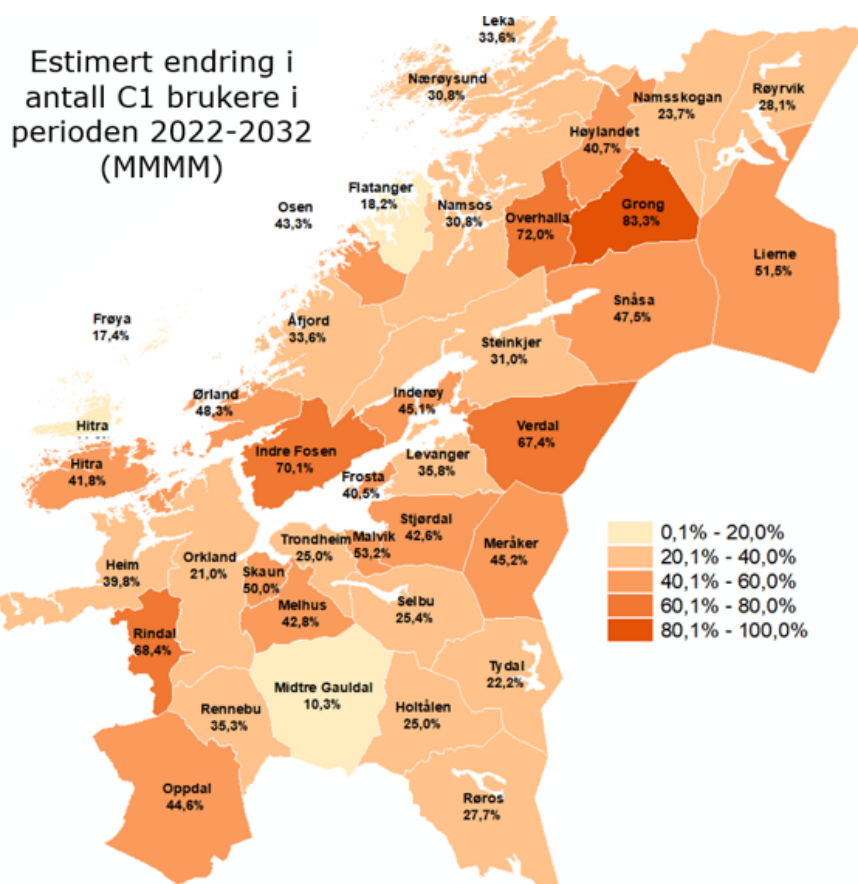 Estimert endring i
antall C1 brukere i
perioden 2022-2032
(MMMM)
Leka
33,6%
Nærøysund
30,8%
Namsskogan
23,7%
Røyrvik
28,1%
Høylandet
40,7%
Osen
43,3%
Flatanger
18,2%
Namsos
30,8%
Overhalla
72,0%
Grong
83,3%
Lierne
51,5%
Snåsa
47,5%
Frøya
17,4%
Åfjord
33,6%
Steinkjer
31,0%
Ørland
48,3%
Inderøy
45,1%
Verdal
67,4%
Hitra
Indre Fosen
70,1%
Levanger
35,8%
Hitra
41,8%
Frosta
40,5%
Stjørdal
42,6%
Meråker
45,2%
Heim
39,8%
Orkland
21,0%
Trondheim
25,0%
Malvik
53,2%
Skaun
50,0%
Melhus
42,8%
Selbu
25,4%
Rindal
68,4%
Tydal
22,2%
Midtre Gauldal
10,3%
Rennebu
35,3%
Holtålen
25,0%
Oppdal
44,6%
Røros
27,7%
0,1% - 20,0%
20,1% - 40,0%
40,1% - 60,0%
60,1% - 80,0%
80,1% - 100,0%